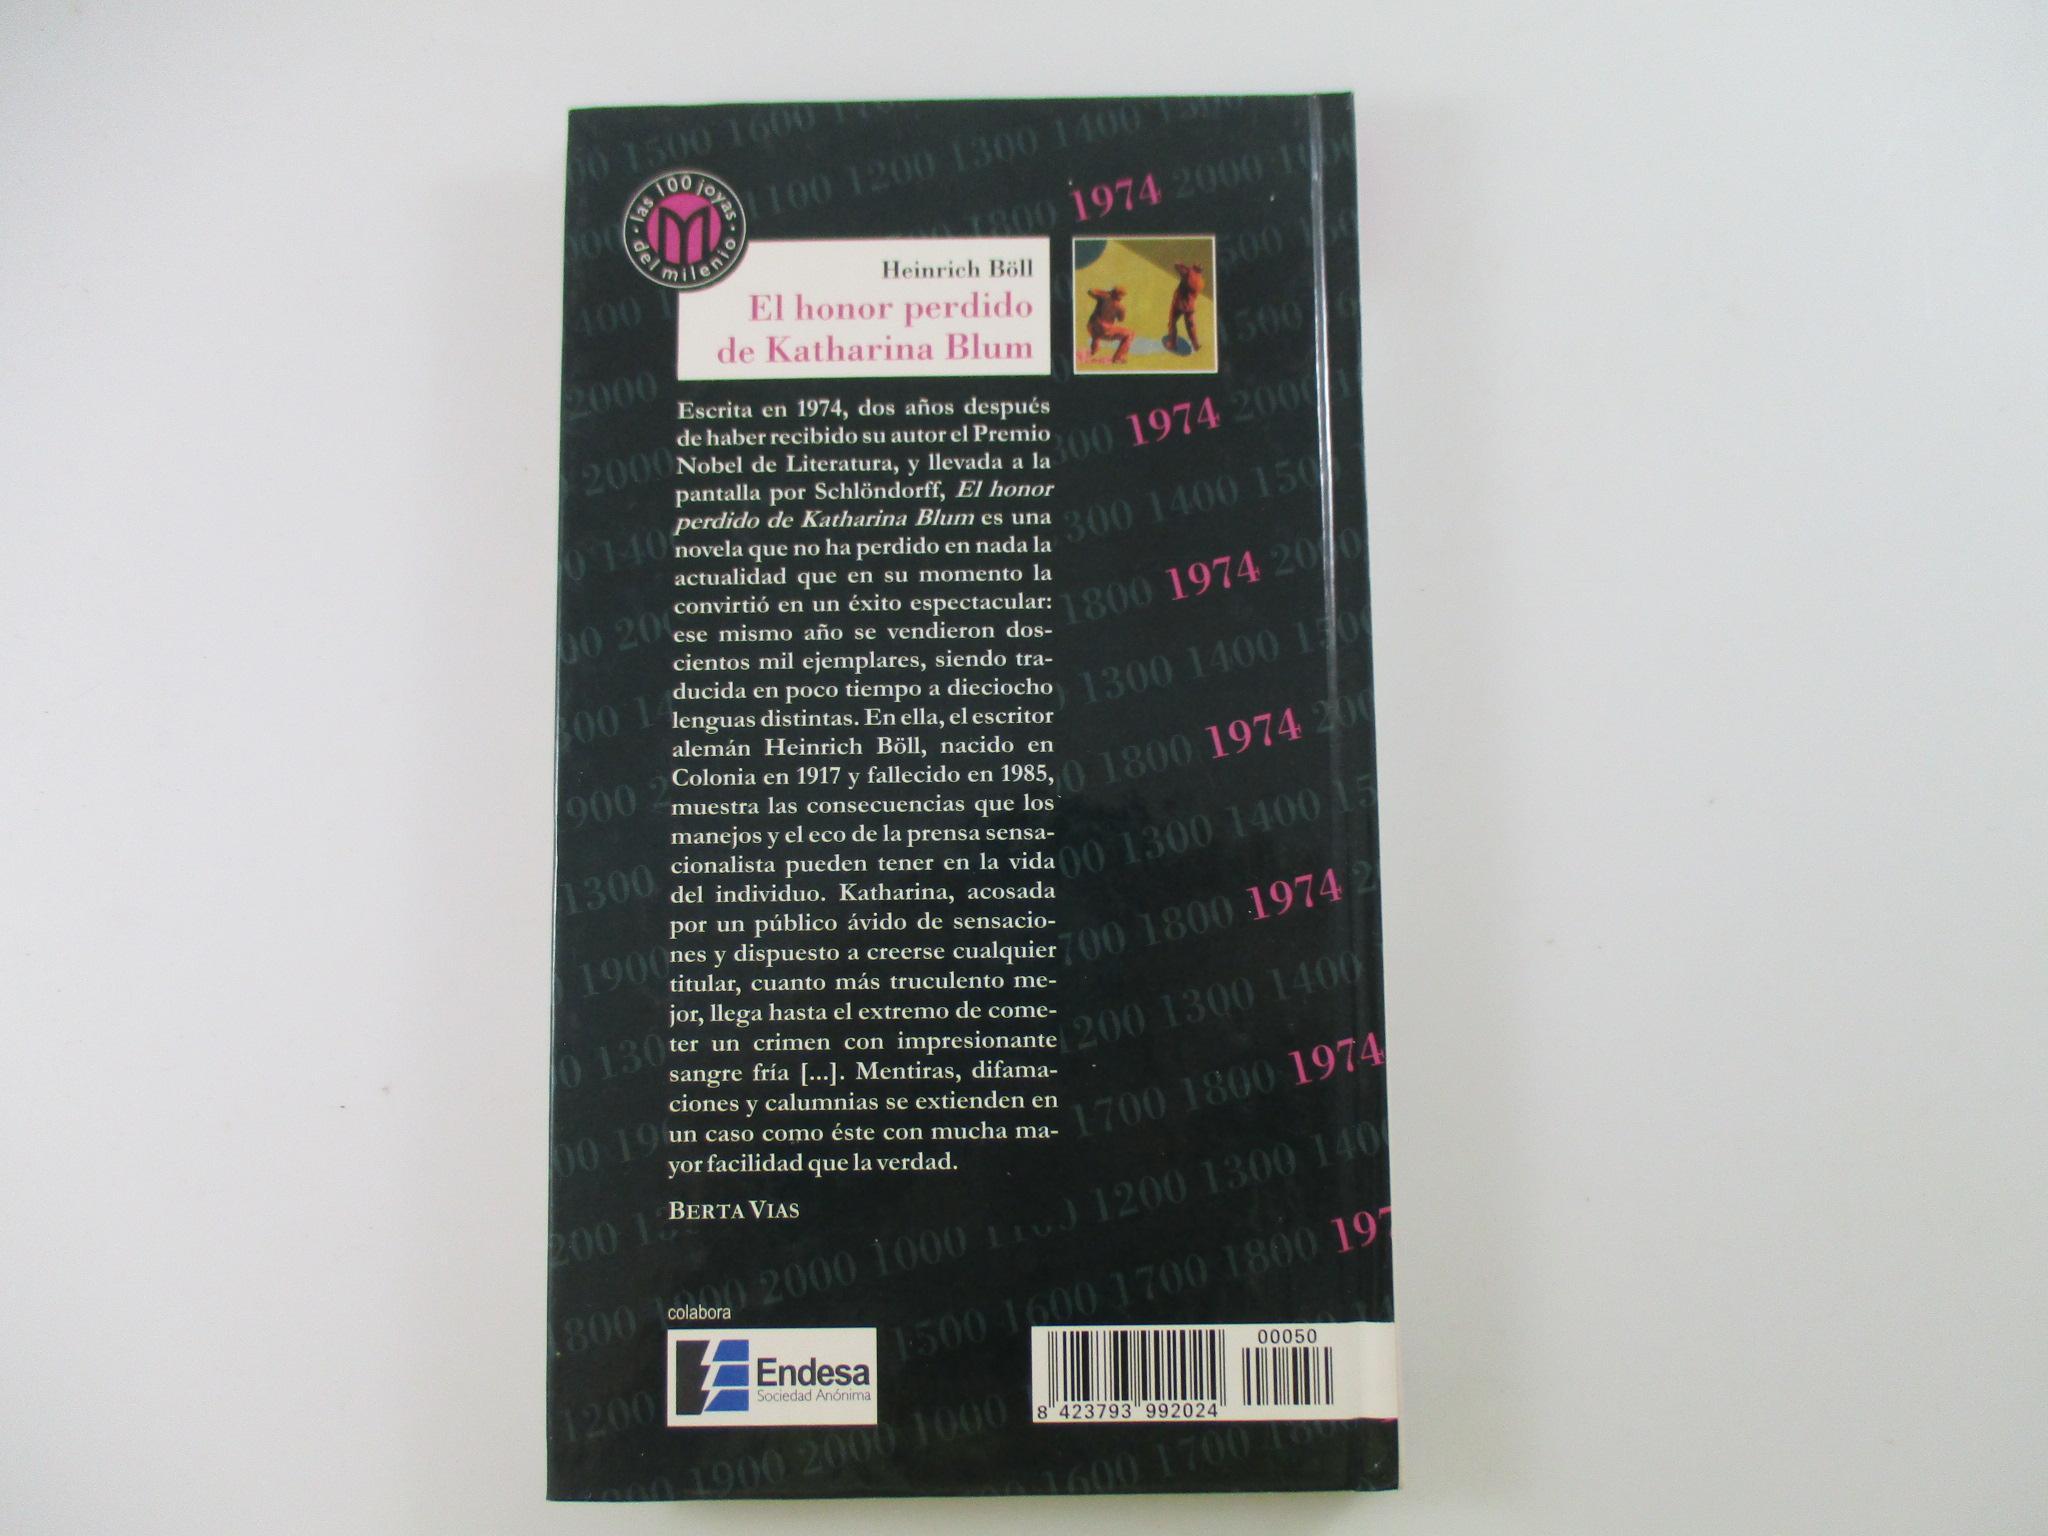 las 100 joyas
M
del milenio
Heinrich Böll
El honor perdido
de Katharina Blum
Escrita en 1974, dos años después
de haber recibido su autor el Premio
Nobel de Literatura, y llevada a la
pantalla por Schlöndorff, El honor
perdido de Katharina Blum es una
novela que no ha perdido en nada la
actualidad que en su momento la
convirtió en un éxito espectacular:
ese mismo año se vendieron dos-
cientos mil ejemplares, siendo tra-
ducida en poco tiempo a dieciocho
lenguas distintas. En ella, el escritor
alemán Heinrich Böll, nacido en
Colonia en 1917 y fallecido en 1985,
muestra las consecuencias que los
manejos y el eco de la prensa sensa-
cionalista pueden tener en la vida
del individuo. Katharina, acosada
por un público ávido de sensacio-
nes y dispuesto a creerse cualquier
titular, cuanto más truculento me-
jor, llega hasta el extremo de come-
ter un crimen con impresionante
sangre fría [...]. Mentiras, difama-
ciones y calumnias se extienden en
un caso como éste con mucha ma-
yor facilidad que la verdad.
BERTA VIAS
1974
1974
1974
1974
1974
1974
197
colabora
Endesa
Sociedad Anónima
00050
8 423793 992024